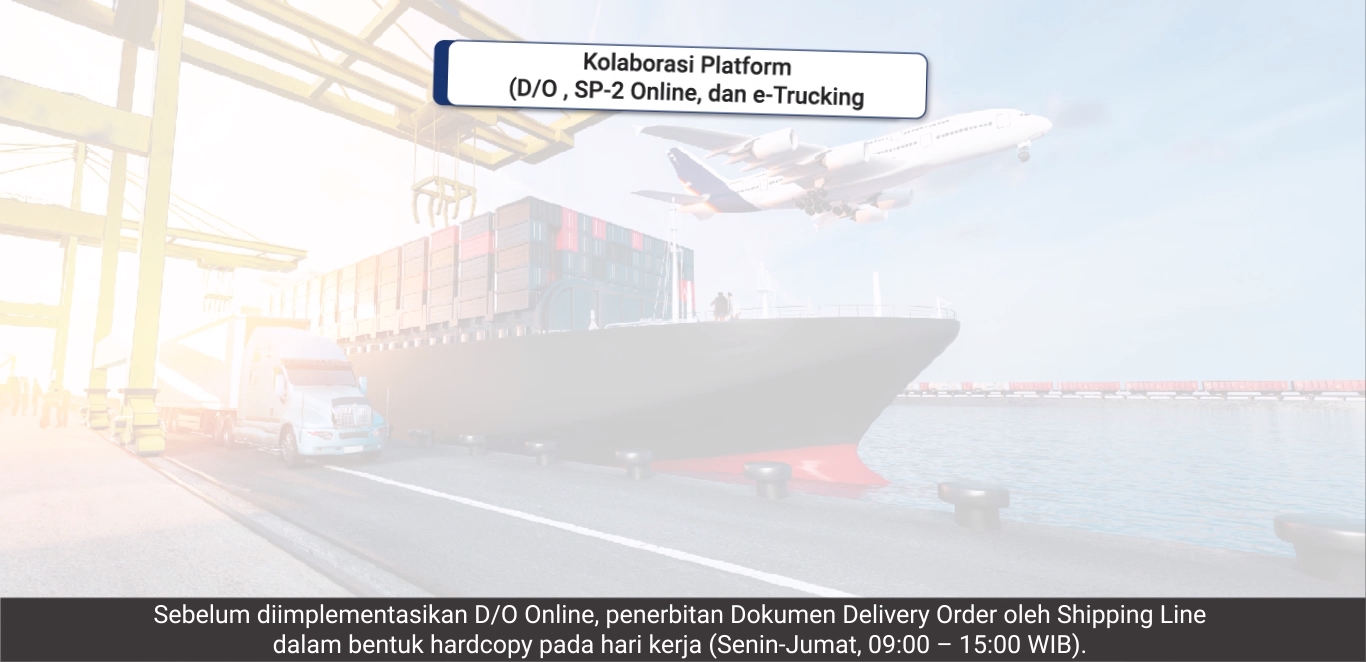 Kolaborasi Platform
(D/O , SP-2 Online, dan e-Trucking
Sebelum diimplementasikan D/O Online, penerbitan Dokumen Delivery Order oleh Shipping Line
dalam bentuk hardcopy pada hari kerja (Senin-Jumat, 09:00 – 15:00 WIB).